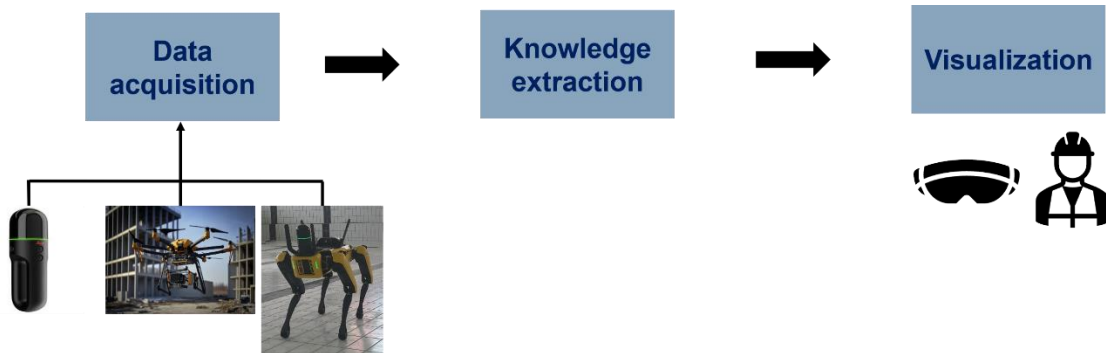 Data
acquisition
Knowledge
extraction
Visualization